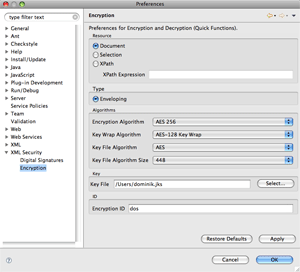 Preferences
type filter text
General
Ant
Checkstyle
Help
Install/Update
Java
JavaScript
Plug-in Development
Run/Debug
Server
Service Policies
Team
Validation
Web
Web Services
XML
XML Security
Digital Signatures
Encryption
Encryption
Preferences for Encryption and Decryption (Quick Functions).
Resource
Document
Selection
XPath
XPath Expression
Type
Enveloping
Algorithms
Encryption Algorithm AES 256
Key Wrap Algorithm AES-128 Key Wrap
Key File Algorithm AES
Key File Algorithm Size 448
Key
Key File /Users/dominik.jks Select...
ID
Encryption ID dos
Restore Defaults Apply
? Cancel OK